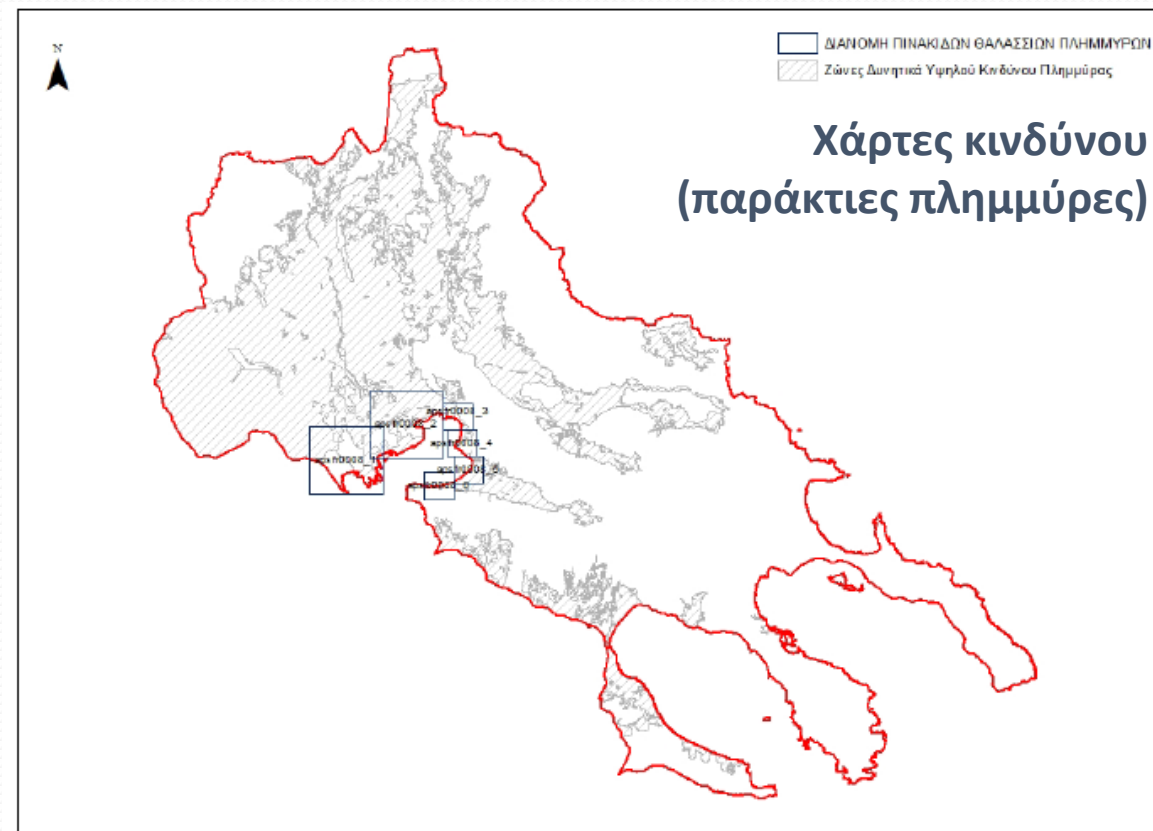 N
ΔΙΑΝΟΜΗ ΠΙΝΑΚΙΔΩΝ ΘΑΛΑΣΣΙΩΝ ΠΛΗΜΜΥΡΩΝ
Ζώνες Δυνητικά Υψηλού Κινδύνου Πλημμύρας
Χάρτες κινδύνου
(παράκτιες πλημμύρες)